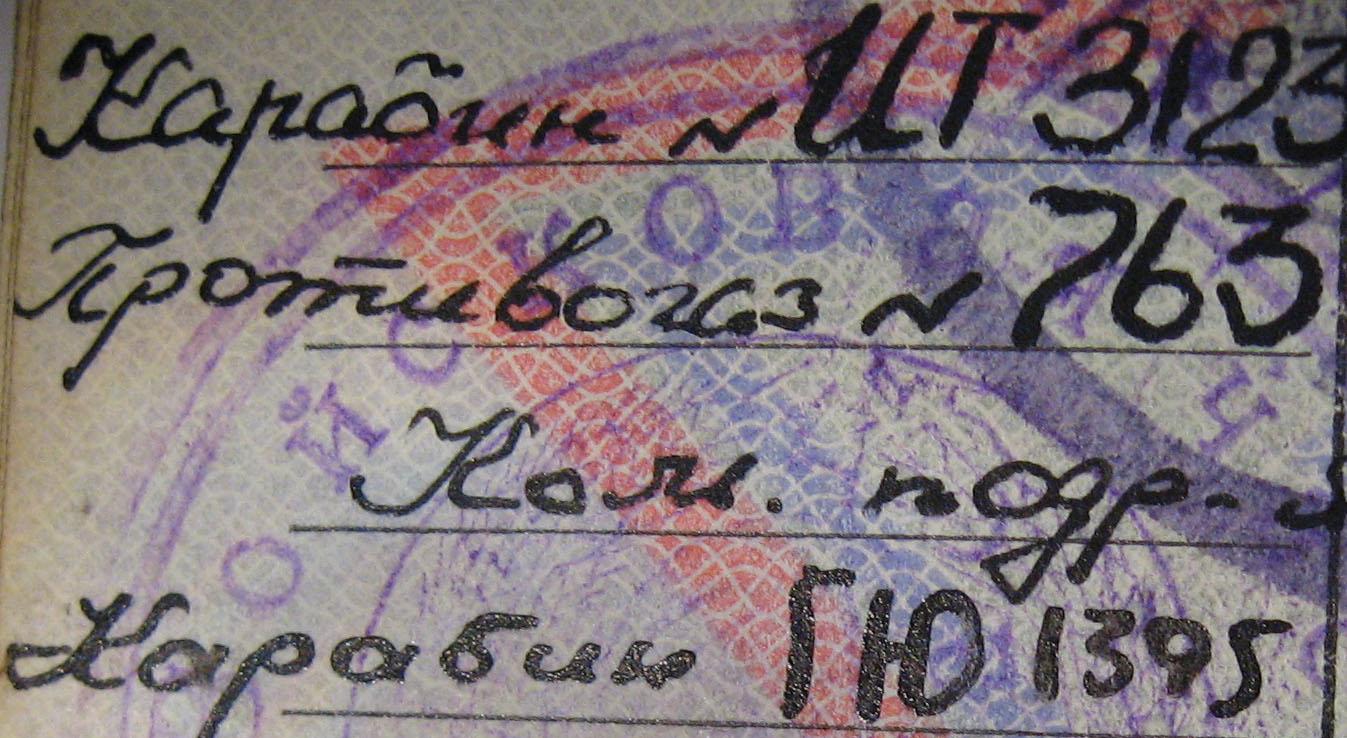 Карабин № ИТ 3123
Противогаз № 763
Ком. подр-
Карабин ГЮ 1395